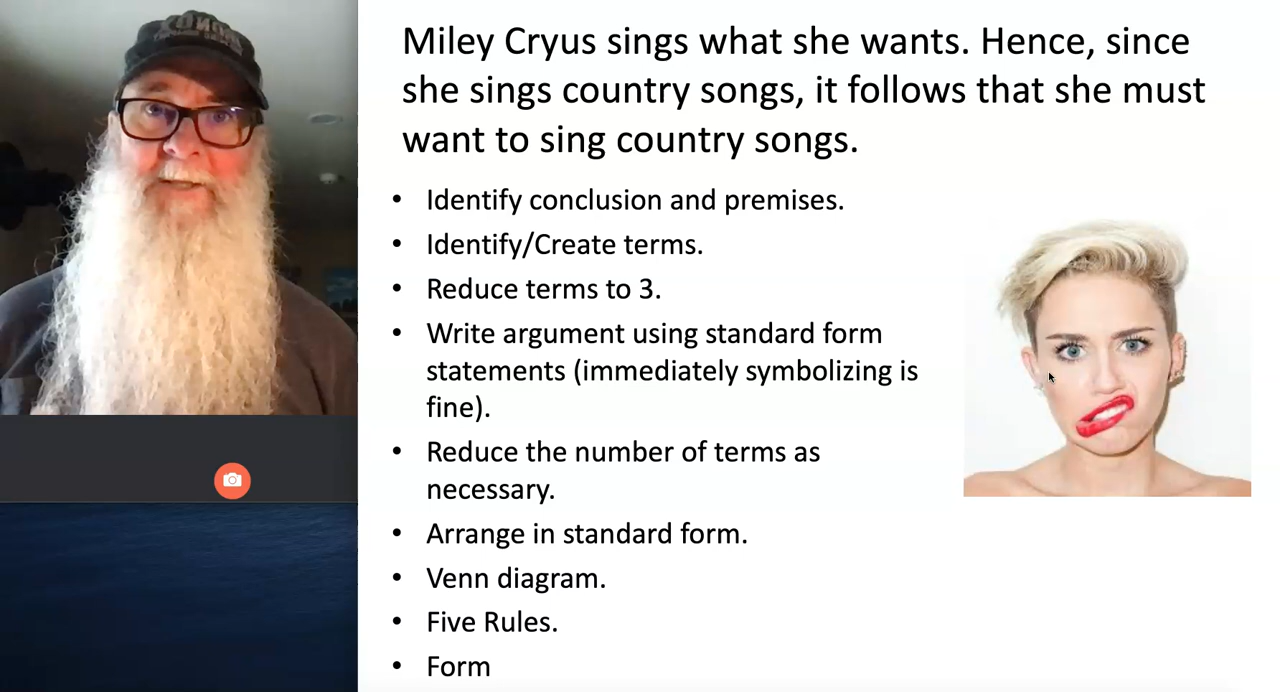 Miley Cryus sings what she wants. Hence, since
she sings country songs, it follows that she must
want to sing country songs.
• Identify conclusion and premises.
• Identify/Create terms.
• Reduce terms to 3.
• Write argument using standard form
statements (immediately symbolizing is
fine).
• Reduce the number of terms as
necessary.
• Arrange in standard form.
• Venn diagram.
• Five Rules.
• Form